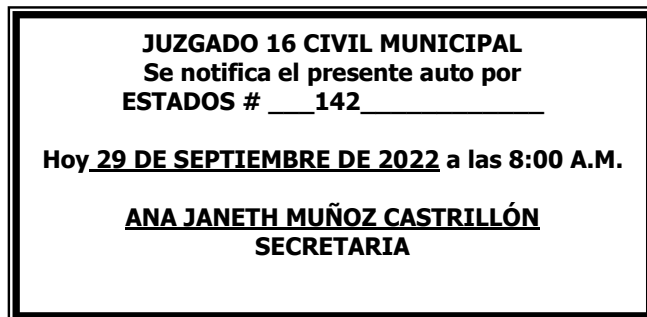 JUZGADO 16 CIVIL MUNICIPAL
Se notifica el presente auto por
ESTADOS # ___142____________
Hoy 29 DE SEPTIEMBRE DE 2022 a las 8:00 A.M.
ANA JANETH MUÑOZ CASTRILLÓN
SECRETARIA